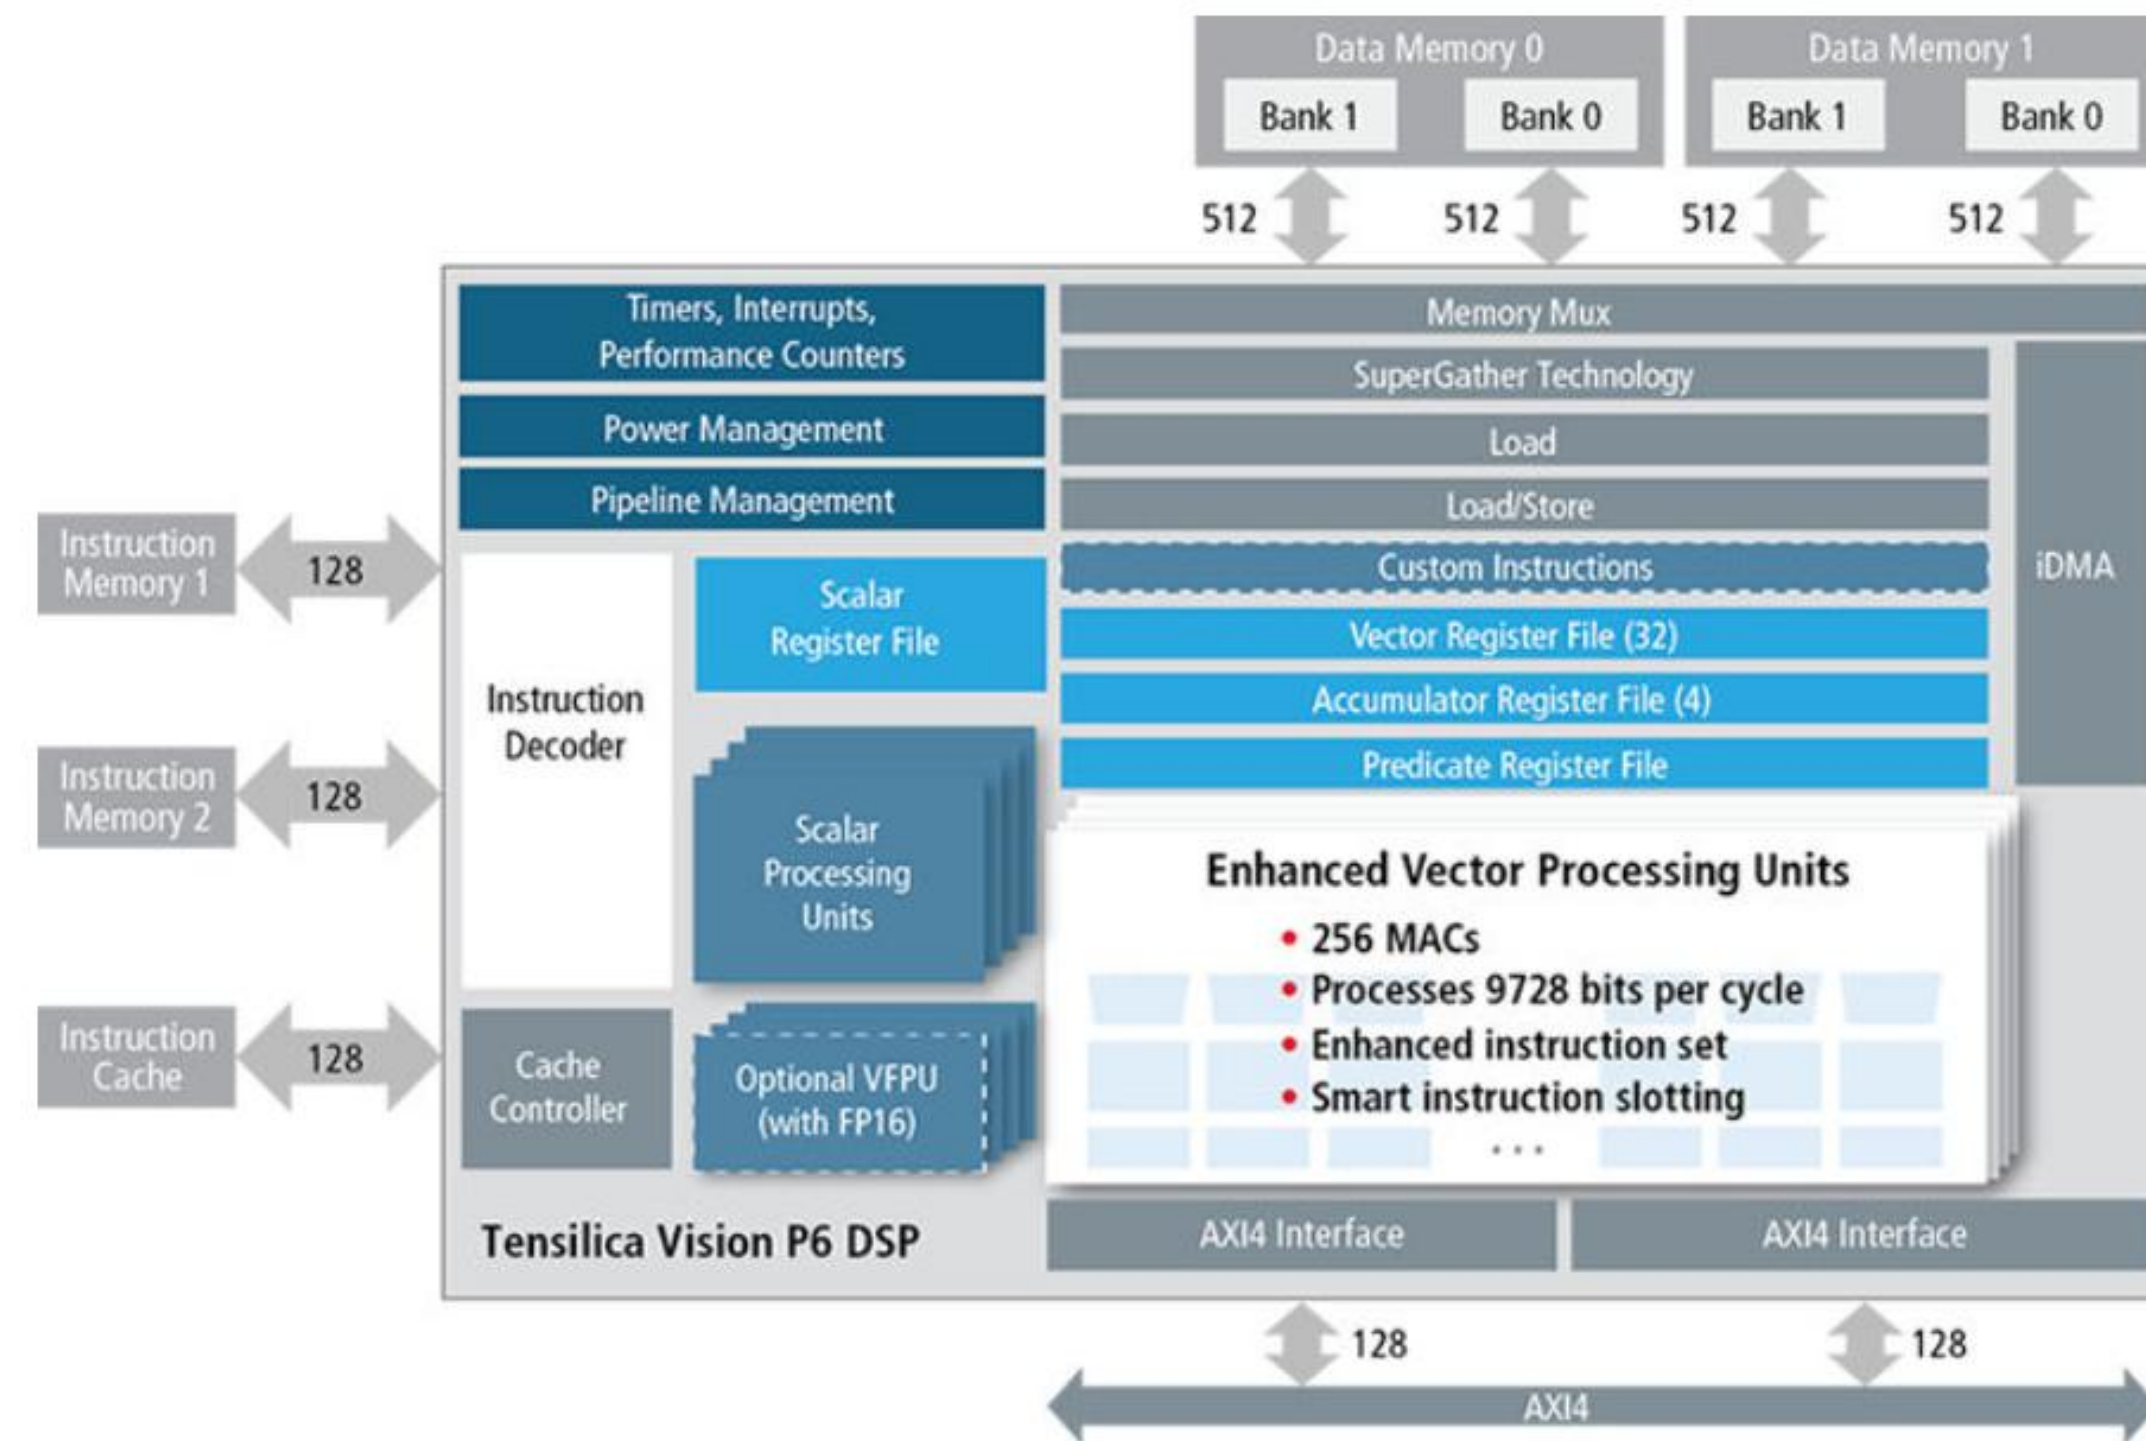 Data Memory 0
Data Memory 1
Bank 1
Bank 0
Bank 1
Bank 0
512
512
512
512
Timers, Interrupts,
Performance Counters
Power Management
Pipeline Management
Memory Mux
SuperGather Technology
Load
Load/Store
Custom Instructions
Vector Register File (32)
Accumulator Register File (4)
Predicate Register File
iDMA
Instruction
Memory 1
128
Instruction
Memory 2
128
Instruction
Cache
128
Instruction
Decoder
Scalar
Register File
Scalar
Processing
Units
Cache
Controller
Optional VFPU
(with FP16)
Enhanced Vector Processing Units
• 256 MACs
• Processes 9728 bits per cycle
• Enhanced instruction set
• Smart instruction slotting
...
Tensilica Vision P6 DSP
AXI4 Interface
AXI4 Interface
128
128
AXI4